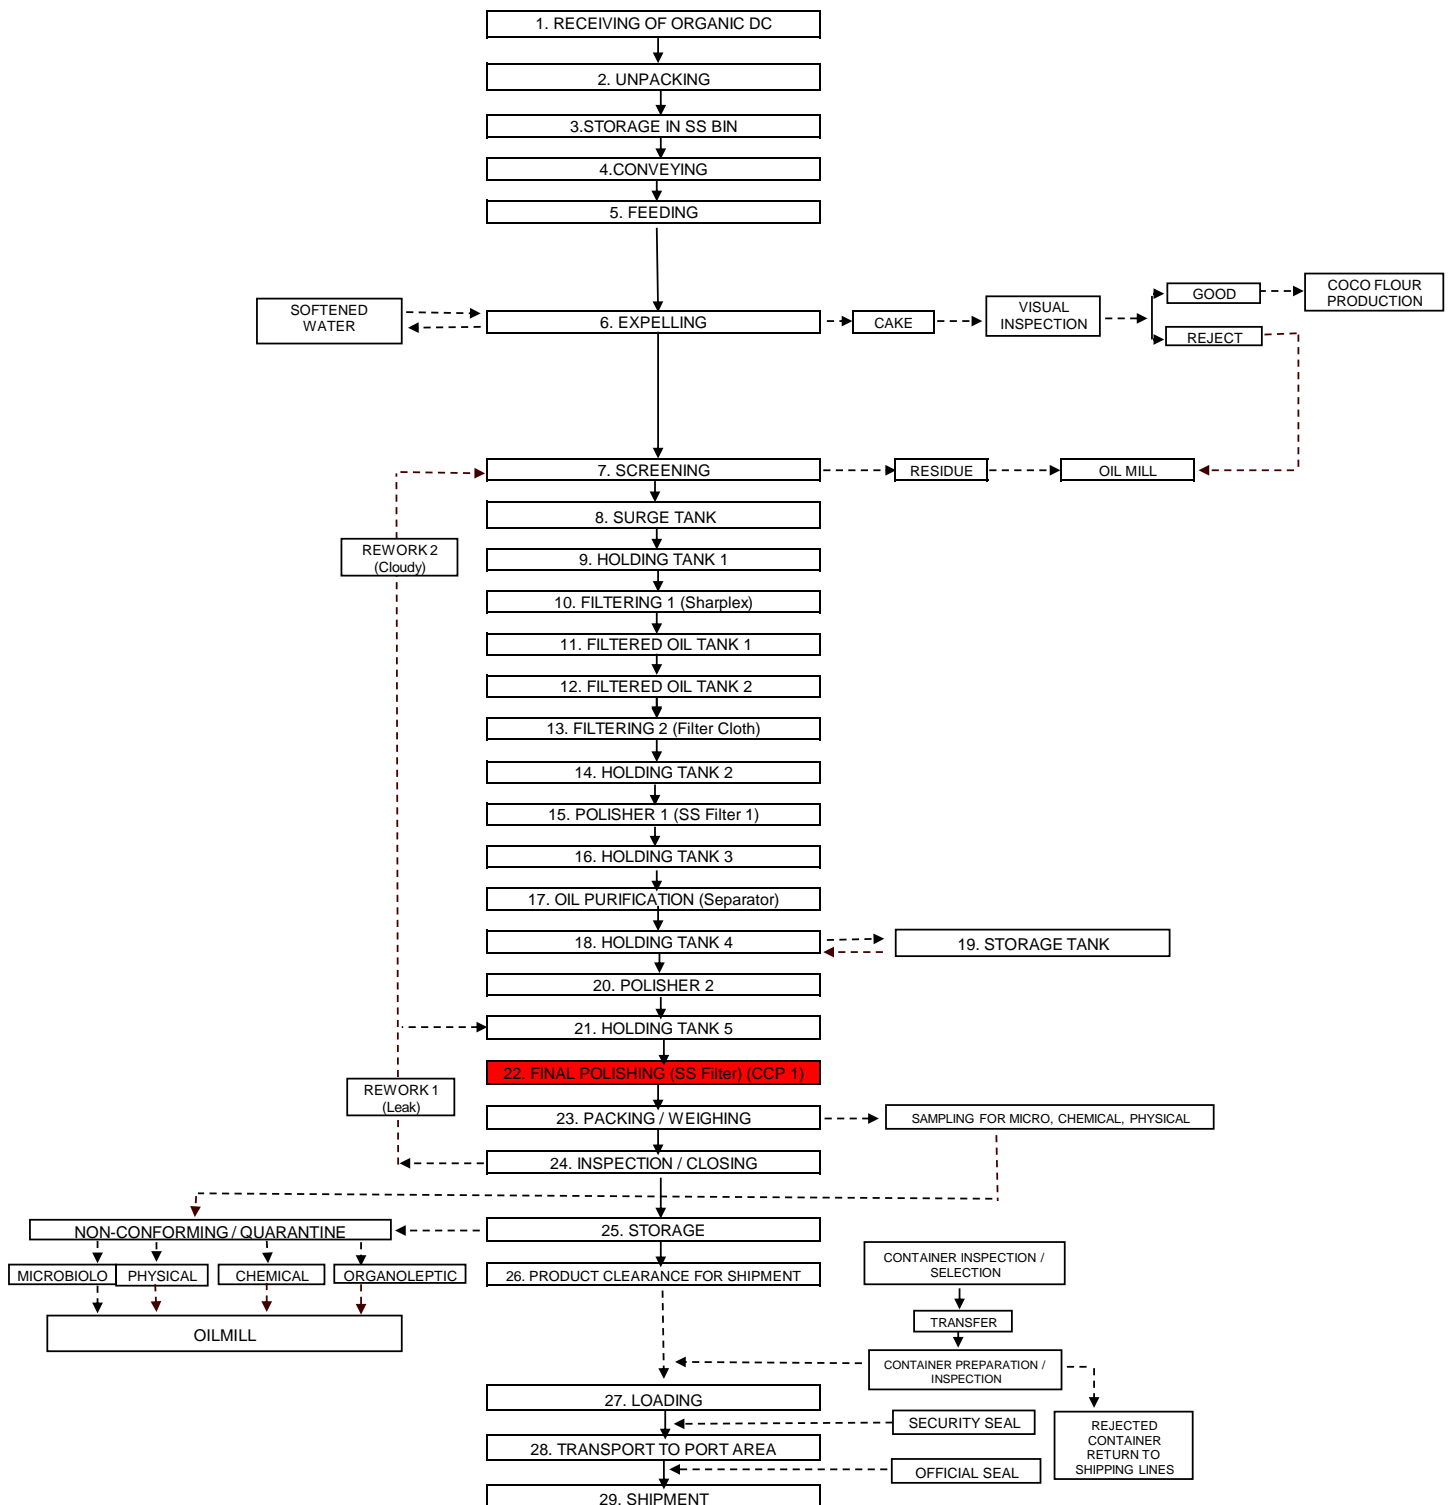 1. RECEIVING OF ORGANIC DC
2. UNPACKING
3.STORAGE IN SS BIN
4.CONVEYING
5. FEEDING
SOFTENED
WATER
6. EXPELLING
CAKE
VISUAL
INSPECTION
GOOD
REJECT
COCO FLOUR
PRODUCTION
7. SCREENING
RESIDUE
OIL MILL
8. SURGE TANK
REWORK 2
(Cloudy)
9. HOLDING TANK 1
10. FILTERING 1 (Sharplex)
11. FILTERED OIL TANK 1
12. FILTERED OIL TANK 2
13. FILTERING 2 (Filter Cloth)
14. HOLDING TANK 2
15. POLISHER 1 (SS Filter 1)
16. HOLDING TANK 3
17. OIL PURIFICATION (Separator)
18. HOLDING TANK 4
19. STORAGE TANK
20. POLISHER 2
21. HOLDING TANK 5
22. FINAL POLISHING (SS Filter) (CCP 1)
REWORK 1
(Leak)
23. PACKING / WEIGHING
SAMPLING FOR MICRO, CHEMICAL, PHYSICAL
24. INSPECTION / CLOSING
NON-CONFORMING / QUARANTINE
25. STORAGE
MICROBIOLO
PHYSICAL
CHEMICAL
ORGANOLEPTIC
26. PRODUCT CLEARANCE FOR SHIPMENT
CONTAINER INSPECTION /
SELECTION
OILMILL
TRANSFER
CONTAINER PREPARATION /
INSPECTION
27. LOADING
SECURITY SEAL
REJECTED
CONTAINER
RETURN TO
SHIPPING LINES
28. TRANSPORT TO PORT AREA
OFFICIAL SEAL
29. SHIPMENT